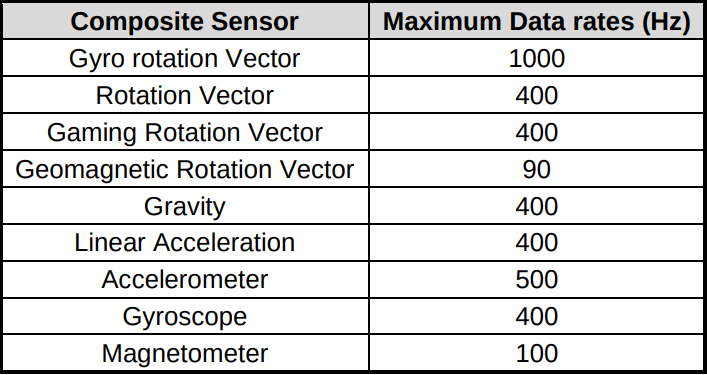 Composite Sensor Maximum Data rates (Hz)
Gyro rotation Vector 1000
Rotation Vector 400
Gaming Rotation Vector 400
Geomagnetic Rotation Vector 90
Gravity 400
Linear Acceleration 400
Accelerometer 500
Gyroscope 400
Magnetometer 100